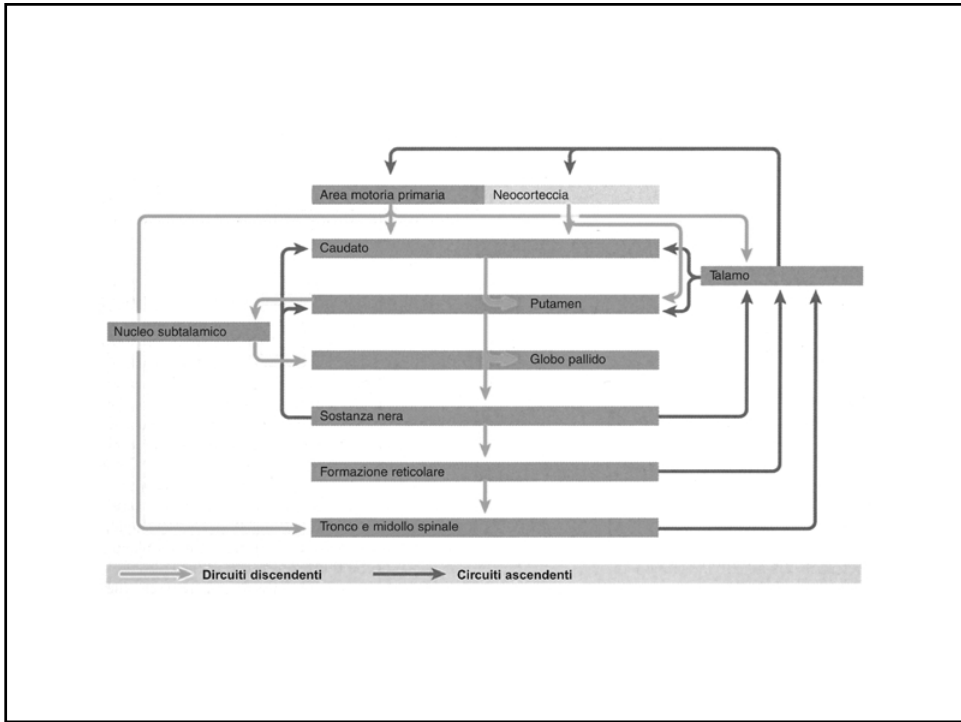 Area motoria primaria
Neocorteccia
Caudato
Talamo
Putamen
Nucleo subtalamico
Globo pallido
Sostanza nera
Formazione reticolare
Tronco e midollo spinale
Dircuiti discendenti
Circuiti ascendenti